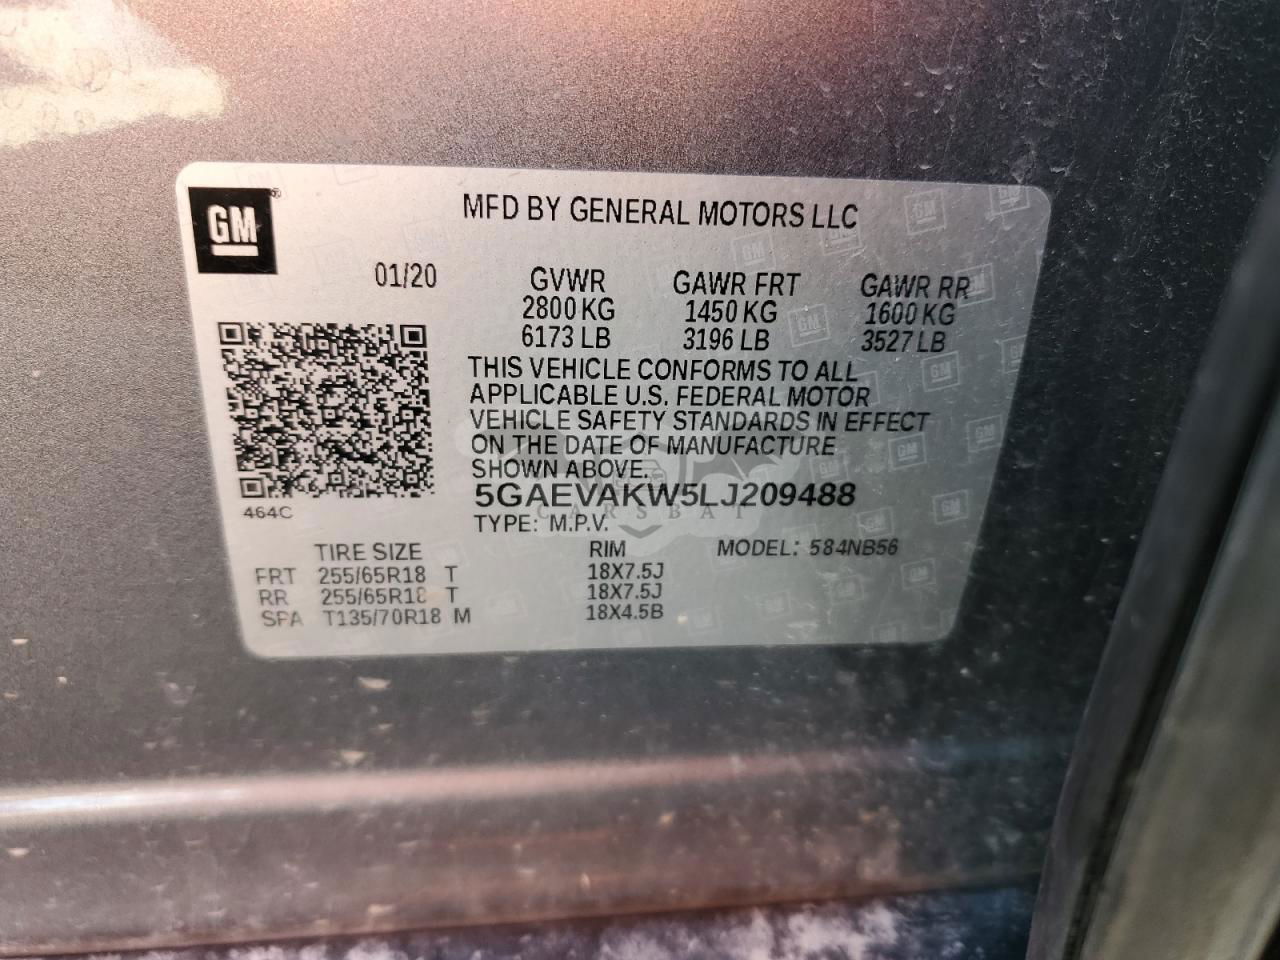 GM®
MFD BY GENERAL MOTORS LLC
01/20
GVWR GAWR FRT GAWR RR
2800 KG 1450 KG 1600 KG
6173 LB 3196 LB 3527 LB
THIS VEHICLE CONFORMS TO ALL
APPLICABLE U.S. FEDERAL MOTOR
VEHICLE SAFETY STANDARDS IN EFFECT
ON THE DATE OF MANUFACTURE
SHOWN ABOVE.
5GAEVAKW5LJ209488
CARSBAT
464C
TYPE: M.P.V.
TIRE SIZE RIM MODEL: 584NB56
FRT 255/65R18 T 18X7.5J
RR 255/65R18 T 18X7.5J
SPA T135/70R18 M 18X4.5B